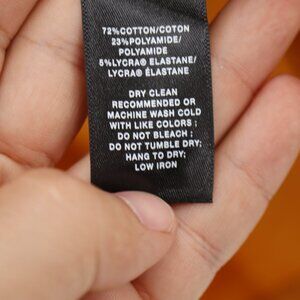 72%COTTON/COTON
23%POLYAMIDE/
POLYAMIDE
5%LYCRA® ELASTANE/
LYCRA® ÉLASTANE
DRY CLEAN
RECOMMENDED OR
MACHINE WASH COLD
WITH LIKE COLORS ;
DO NOT BLEACH ;
DO NOT TUMBLE DRY;
HANG TO DRY;
LOW IRON